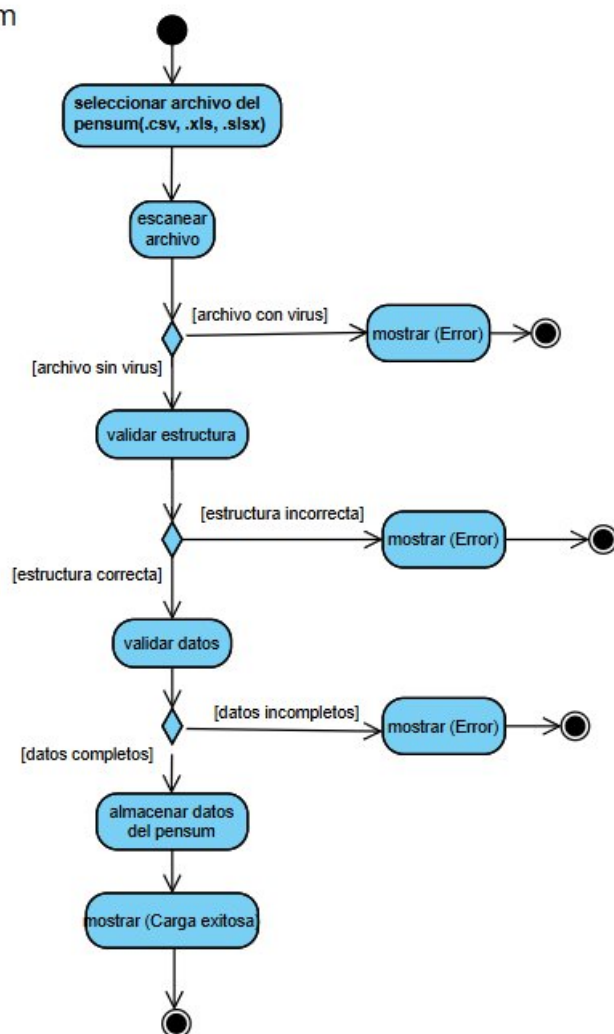 m
seleccionar archivo del
pensum(.csv, .xls, .slsx)
escanear
archivo
[archivo con virus]
mostrar (Error)
[archivo sin virus]
validar estructura
[estructura incorrecta]
mostrar (Error)
[estructura correcta]
validar datos
[datos incompletos]
mostrar (Error)
[datos completos]
almacenar datos
del pensum
mostrar (Carga exitosa)